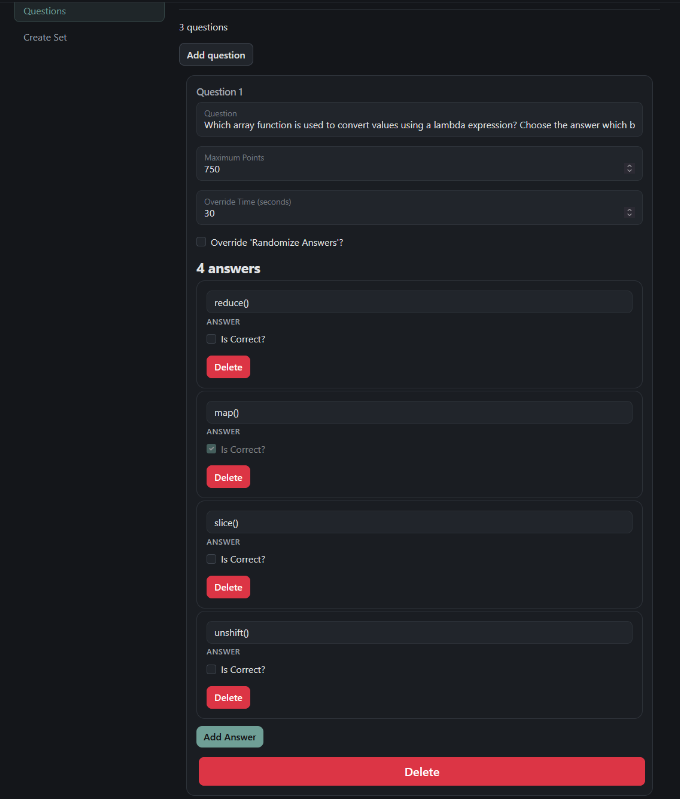 Questions
Create Set
3 questions
Add question
Question 1
Question
Which array function is used to convert values using a lambda expression? Choose the answer which b
Maximum Points
750
Override Time (seconds)
30
Override 'Randomize Answers'?
4 answers
reduce()
ANSWER
Is Correct?
Delete
map()
ANSWER
Is Correct?
Delete
slice()
ANSWER
Is Correct?
Delete
unshift()
ANSWER
Is Correct?
Delete
Add Answer
Delete